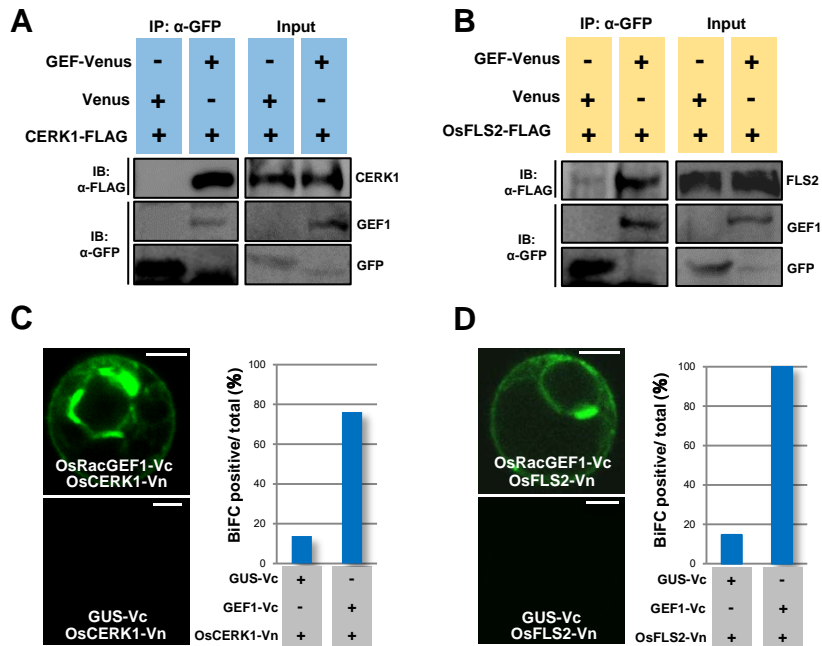 A
IP: α-GFP Input
GEF-Venus - + - +
Venus + - + -
CERK1-FLAG + + + +
IB: α-FLAG CERK1
GEF1
IB: α-GFP
GFP
B
IP: α-GFP Input
GEF-Venus - + - +
Venus + - + -
OsFLS2-FLAG + + + +
IB: α-FLAG FLS2
GEF1
IB: α-GFP
GFP
C
OsRacGEF1-Vc
OsCERK1-Vn
GUS-Vc
OsCERK1-Vn
BiFC positive/ total (%)
100
80
60
40
20
0
GUS-Vc + -
GEF1-Vc - +
OsCERK1-Vn + +
D
OsRacGEF1-Vc
OsFLS2-Vn
GUS-Vc
OsFLS2-Vn
BiFC positive/ total (%)
100
80
60
40
20
0
GUS-Vc + -
GEF1-Vc - +
OsFLS2-Vn + +